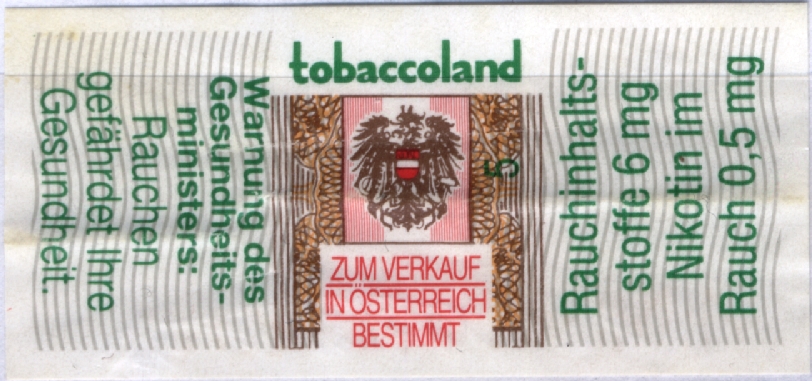 tobaccoland
Warnung des
Gesundheits-
ministers:
Rauchen
gefährdet Ihre
Gesundheit.
5
ZUM VERKAUF
IN ÖSTERREICH
BESTIMMT
Rauchinhalts-
stoffe 6 mg
Nikotin im
Rauch 0,5 mg